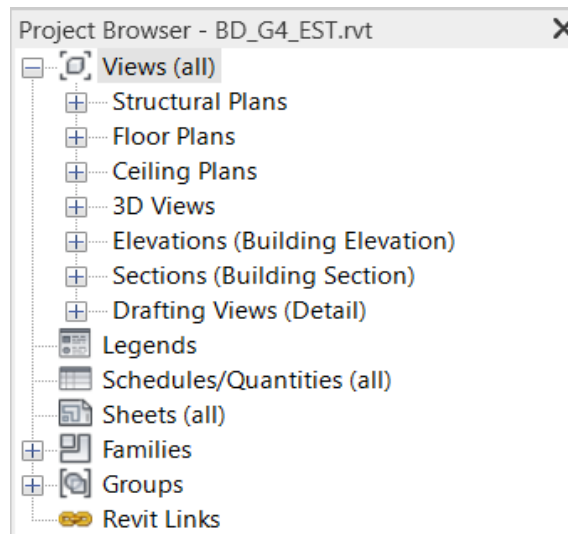 Project Browser - BD_G4_EST.rvt
Views (all)
Structural Plans
Floor Plans
Ceiling Plans
3D Views
Elevations (Building Elevation)
Sections (Building Section)
Drafting Views (Detail)
Legends
Schedules/Quantities (all)
Sheets (all)
Families
Groups
Revit Links